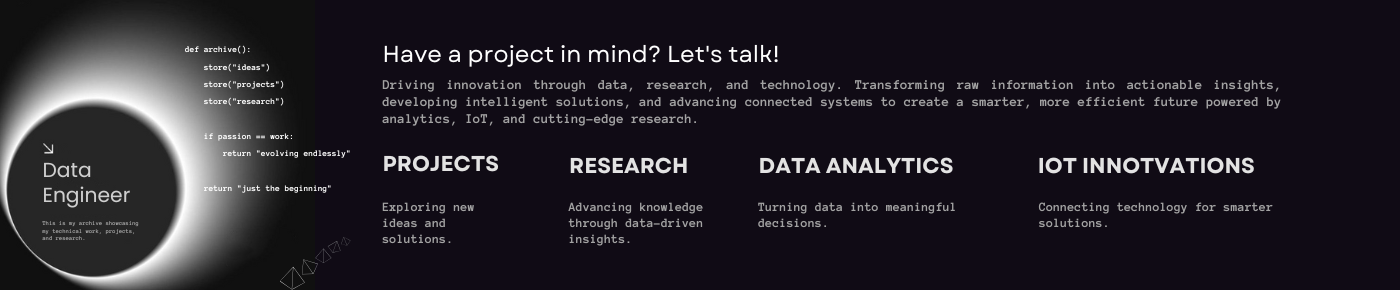 def archive():
store("ideas")
store("projects")
store("research")
if passion == work:
return "evolving endlessly"
return "just the beginning"
Data
Engineer
This is my archive showcasing
my technical work, projects,
and research.
Have a project in mind? Let's talk!
Driving innovation through data, research, and technology. Transforming raw information into actionable insights,
developing intelligent solutions, and advancing connected systems to create a smarter, more efficient future powered by
analytics, IoT, and cutting-edge research.
PROJECTS
Exploring new
ideas and
solutions.
RESEARCH
Advancing knowledge
through data-driven
insights.
DATA ANALYTICS
Turning data into meaningful
decisions.
IOT INNOTVATIONS
Connecting technology for smarter
solutions.